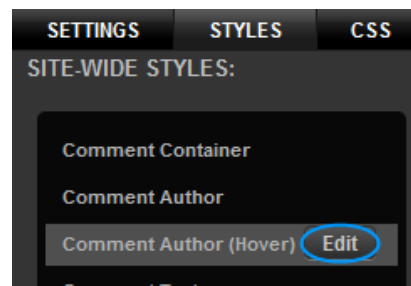 SETTINGS STYLES CSS
SITE-WIDE STYLES:
Comment Container
Comment Author
Comment Author (Hover) Edit